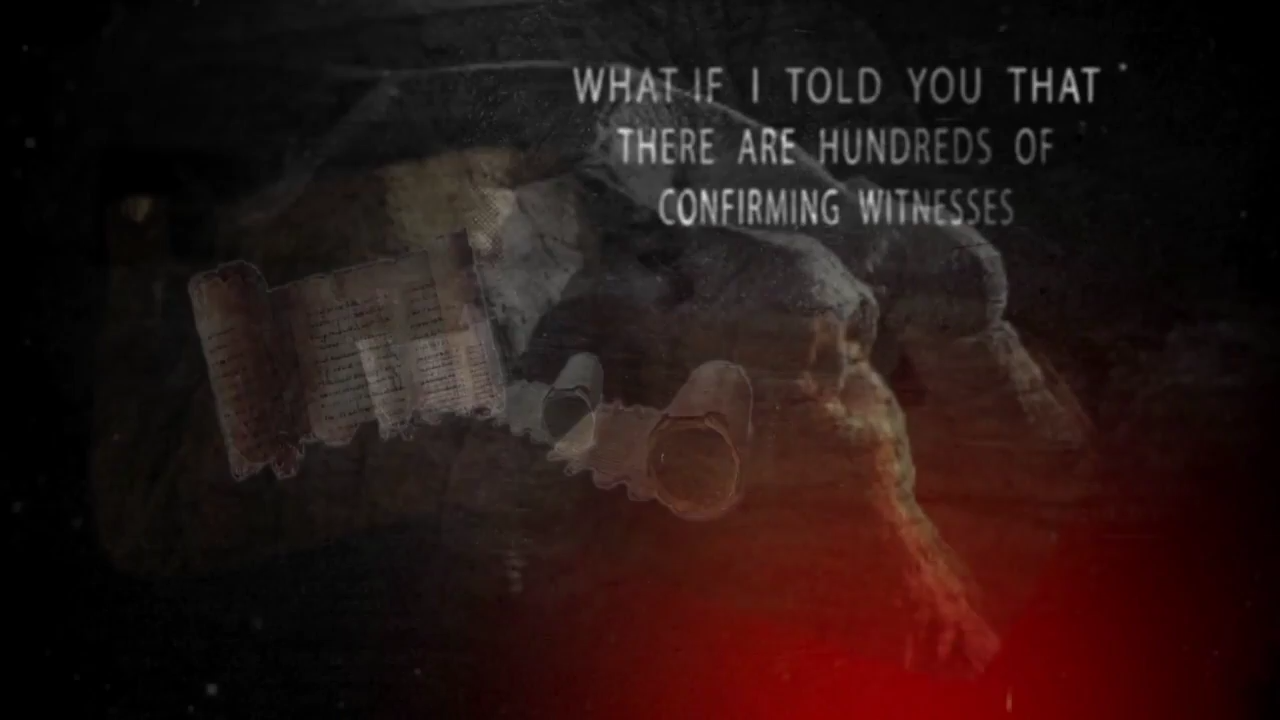 WHAT IF I TOLD YOU THAT
THERE ARE HUNDREDS OF
CONFIRMING WITNESSES